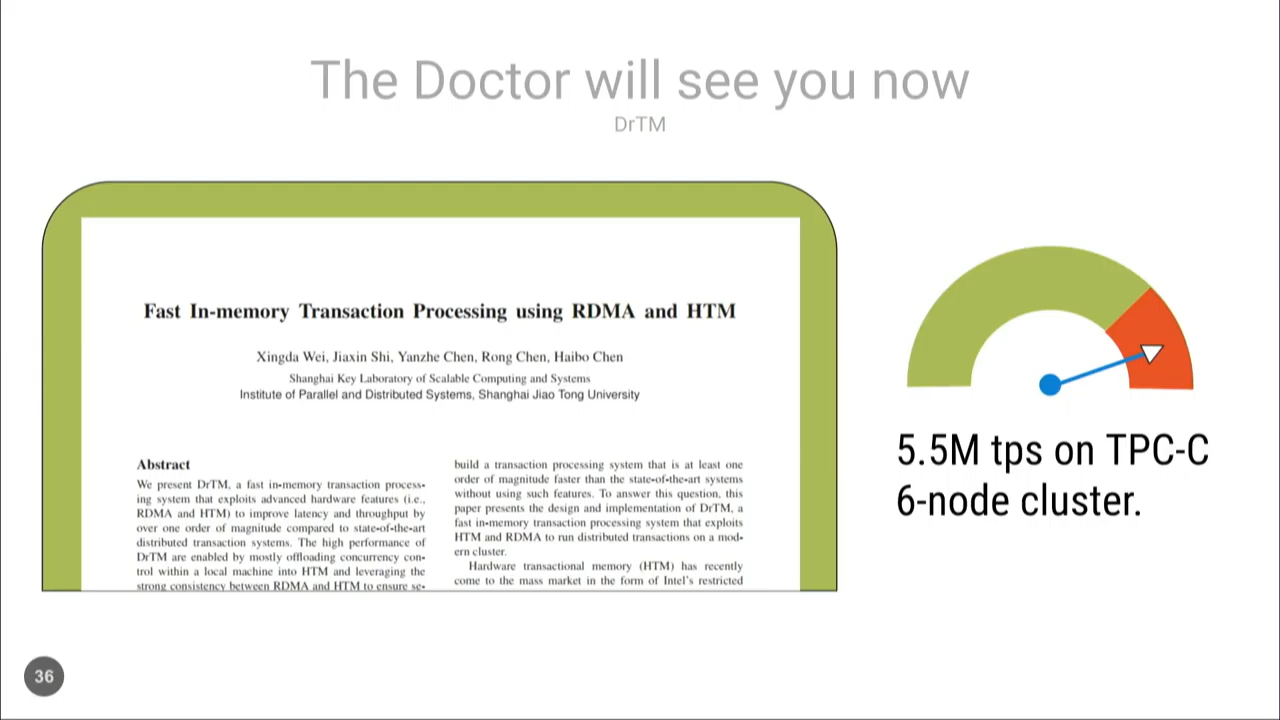 The Doctor will see you now
DrTM
Fast In-memory Transaction Processing using RDMA and HTM
Xingda Wei, Jiaxin Shi, Yanzhe Chen, Rong Chen, Haibo Chen
Shanghai Key Laboratory of Scalable Computing and Systems
Institute of Parallel and Distributed Systems, Shanghai Jiao Tong University
Abstract
We present DrTM, a fast in-memory transaction process-
ing system that exploits advanced hardware features (i.e.,
RDMA and HTM) to improve latency and throughput by
over one order of magnitude compared to state-of-the-art
distributed transaction systems. The high performance of
DrTM are enabled by mostly offloading concurrency con-
trol within a local machine into HTM and leveraging the
strong consistency between RDMA and HTM to ensure se-
build a transaction processing system that is at least one
order of magnitude faster than the state-of-the-art systems
without using such features. To answer this question, this
paper presents the design and implementation of DrTM, a
fast in-memory transaction processing system that exploits
HTM and RDMA to run distributed transactions on a mod-
ern cluster.
Hardware transactional memory (HTM) has recently
come to the mass market in the form of Intel's restricted
5.5M tps on TPC-C
6-node cluster.
36